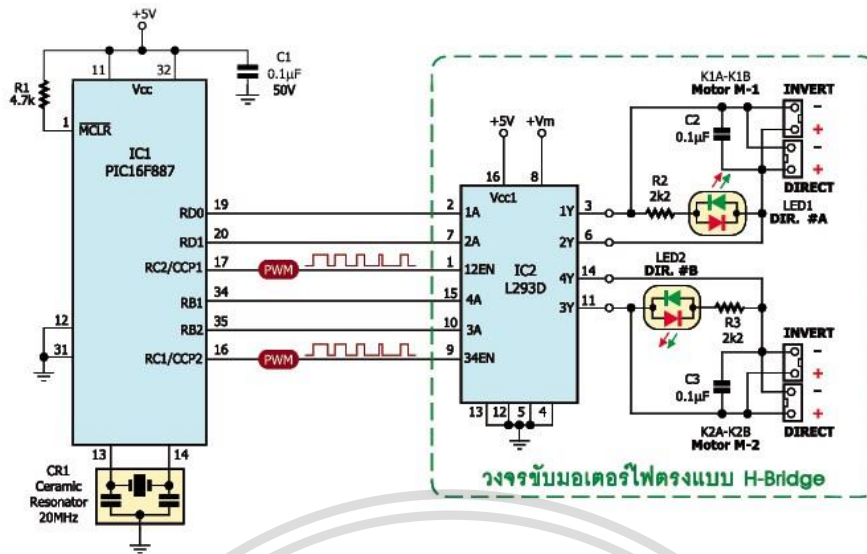 +5V
R1
4.7k
11
32
C1
0.1µF
50V
Vcc
1
MCLR
IC1
PIC16F887
RD0 19
RD1 20
RC2/CCP1 17
PWM
RB1 34
RB2 35
RC1/CCP2 16
PWM
12
31
13
14
CR1
Ceramic
Resonator
20MHz
+5V
+Vm
16
8
Vcc1
2 1A
7 2A
1 12EN
15 4A
10 3A
9 34EN
IC2
L293D
1Y 3
2Y 6
4Y 14
3Y 11
13 12 5 4
K1A-K1B
Motor M-1
INVERT
-
+
-
+
DIRECT
C2
0.1µF
R2
2k2
LED1
DIR. #A
LED2
DIR. #B
R3
2k2
INVERT
-
+
-
+
DIRECT
C3
0.1µF
K2A-K2B
Motor M-2
วงจรขับมอเตอร์ไฟตรงแบบ H-Bridge